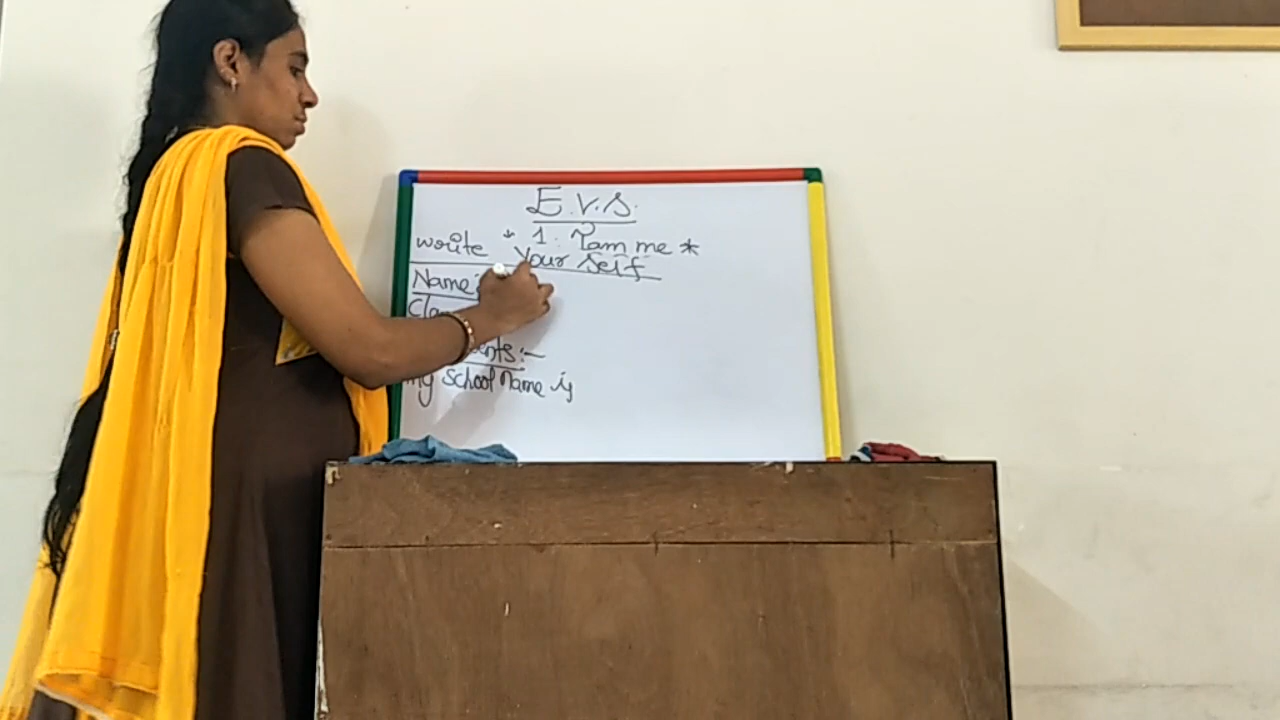 E.V.S.
* 1. I am me *
write your self
Name
my school Name is